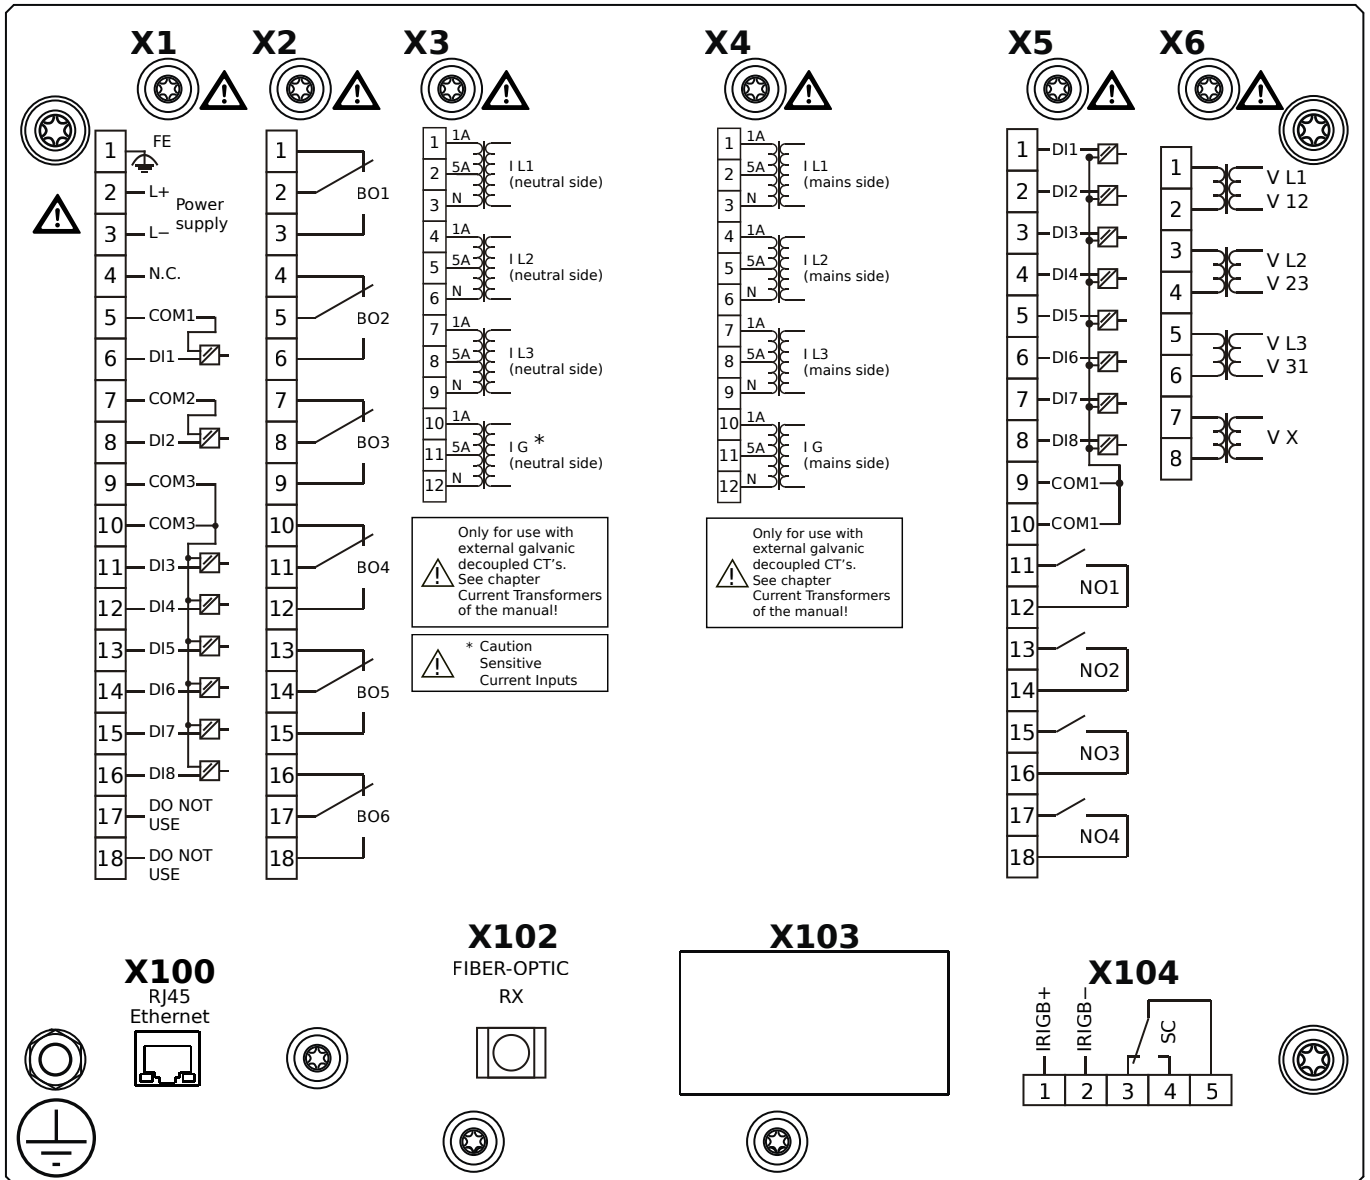 X1
X2
X3
X4
X5
X6
1
FE
2
L+
Power
supply
3
L−
4
N.C.
5
COM1
6
DI1
7
COM2
8
DI2
9
COM3
10
COM3
11
DI3
12
DI4
13
DI5
14
DI6
15
DI7
16
DI8
17
DO NOT
USE
18
DO NOT
USE
1
2
BO1
3
4
5
BO2
6
7
8
BO3
9
10
11
BO4
12
13
14
BO5
15
16
17
BO6
18
1
1A
2
5A
I L1
(neutral side)
3
N
4
1A
5
5A
I L2
(neutral side)
6
N
7
1A
8
5A
I L3
(neutral side)
9
N
10
1A
11
5A
I G *
(neutral side)
12
N
Only for use with
external galvanic
decoupled CT's.
See chapter
Current Transformers
of the manual!
* Caution
Sensitive
Current Inputs
1
1A
2
5A
I L1
(mains side)
3
N
4
1A
5
5A
I L2
(mains side)
6
N
7
1A
8
5A
I L3
(mains side)
9
N
10
1A
11
5A
I G
(mains side)
12
N
Only for use with
external galvanic
decoupled CT's.
See chapter
Current Transformers
of the manual!
1
DI1
2
DI2
3
DI3
4
DI4
5
DI5
6
DI6
7
DI7
8
DI8
9
COM1
10
COM1
11
NO1
12
13
NO2
14
15
NO3
16
17
NO4
18
1
V L1
2
V 12
3
V L2
4
V 23
5
V L3
6
V 31
7
V X
8
X100
RJ45
Ethernet
X102
FIBER-OPTIC
RX
X103
X104
IRIGB+
IRIGB−
SC
1
2
3
4
5